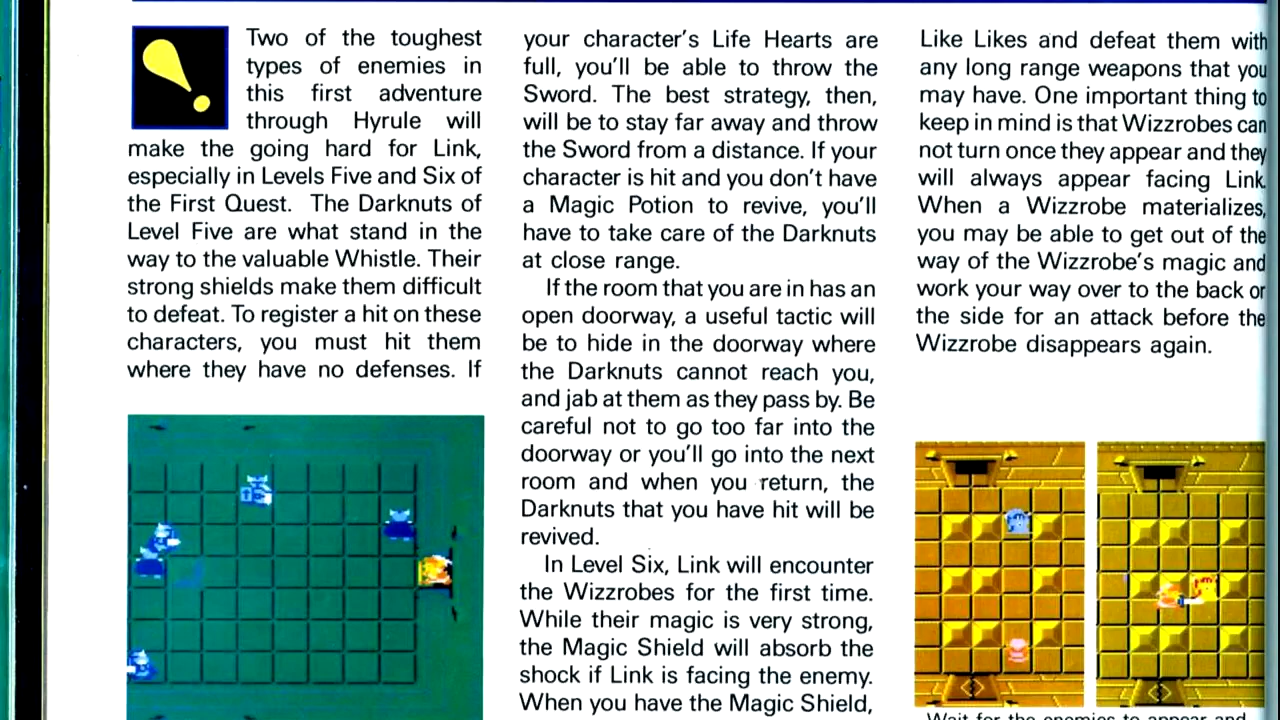 Two of the toughest
types of enemies in
this first adventure
through Hyrule will
make the going hard for Link,
especially in Levels Five and Six of
the First Quest. The Darknuts of
Level Five are what stand in the
way to the valuable Whistle. Their
strong shields make them difficult
to defeat. To register a hit on these
characters, you must hit them
where they have no defenses. If
your character's Life Hearts are
full, you'll be able to throw the
Sword. The best strategy, then,
will be to stay far away and throw
the Sword from a distance. If your
character is hit and you don't have
a Magic Potion to revive, you'll
have to take care of the Darknuts
at close range.
If the room that you are in has an
open doorway, a useful tactic will
be to hide in the doorway where
the Darknuts cannot reach you,
and jab at them as they pass by. Be
careful not to go too far into the
doorway or you'll go into the next
room and when you return, the
Darknuts that you have hit will be
revived.
In Level Six, Link will encounter
the Wizzrobes for the first time.
While their magic is very strong,
the Magic Shield will absorb the
shock if Link is facing the enemy.
When you have the Magic Shield,
Like Likes and defeat them with
any long range weapons that you
may have. One important thing to
keep in mind is that Wizzrobes can
not turn once they appear and they
will always appear facing Link.
When a Wizzrobe materializes,
you may be able to get out of the
way of the Wizzrobe's magic and
work your way over to the back or
the side for an attack before the
Wizzrobe disappears again.
Wait for the enemies to appear and